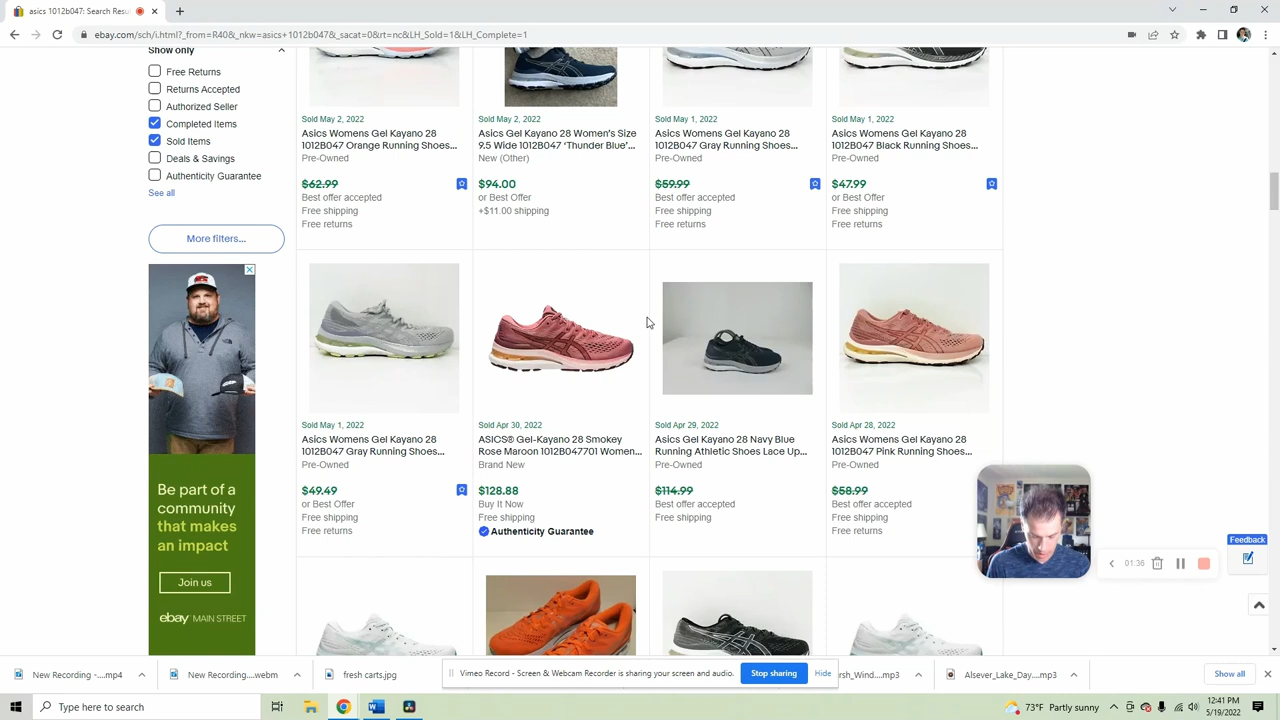 asics 1012b047: Search Resu
ebay.com/sch/i.html?_from=R40&_nkw=asics+1012b047&_sacat=0&rt=nc&LH_Sold=1&LH_Complete=1
Show only
Free Returns
Returns Accepted
Authorized Seller
Completed Items
Sold Items
Deals & Savings
Authenticity Guarantee
See all
More filters...
Be part of a
community
that makes
an impact
Join us
ebay MAIN STREET
Sold May 2, 2022
Asics Womens Gel Kayano 28
1012B047 Orange Running Shoes...
Pre-Owned
$62.99
Best offer accepted
Free shipping
Free returns
Sold May 2, 2022
Asics Gel Kayano 28 Women's Size
9.5 Wide 1012B047 'Thunder Blue'...
New (Other)
$94.00
or Best Offer
+$11.00 shipping
Sold May 1, 2022
Asics Womens Gel Kayano 28
1012B047 Gray Running Shoes...
Pre-Owned
$59.99
Best offer accepted
Free shipping
Free returns
Sold May 1, 2022
Asics Womens Gel Kayano 28
1012B047 Black Running Shoes...
Pre-Owned
$47.99
or Best Offer
Free shipping
Free returns
Sold May 1, 2022
Asics Womens Gel Kayano 28
1012B047 Gray Running Shoes...
Pre-Owned
$49.49
or Best Offer
Free shipping
Free returns
Sold Apr 30, 2022
ASICS® Gel-Kayano 28 Smokey
Rose Maroon 1012B047701 Women...
Brand New
$128.88
Buy It Now
Free shipping
Authenticity Guarantee
Sold Apr 29, 2022
Asics Gel Kayano 28 Navy Blue
Running Athletic Shoes Lace Up...
Pre-Owned
$114.99
Best offer accepted
Free shipping
Sold Apr 28, 2022
Asics Womens Gel Kayano 28
1012B047 Pink Running Shoes...
Pre-Owned
$58.99
Best offer accepted
Free shipping
Free returns
01:36
Feedback
New Recording -....mp4
New Recording....webm
fresh carts.jpg
Vimeo Record - Screen & Webcam Recorder is sharing your screen and audio.
Stop sharing
Hide
rsh_Wind....mp3
Alsever_Lake_Day....mp3
Show all
Type here to search
73°F Partly sunny
12:41 PM
5/19/2022